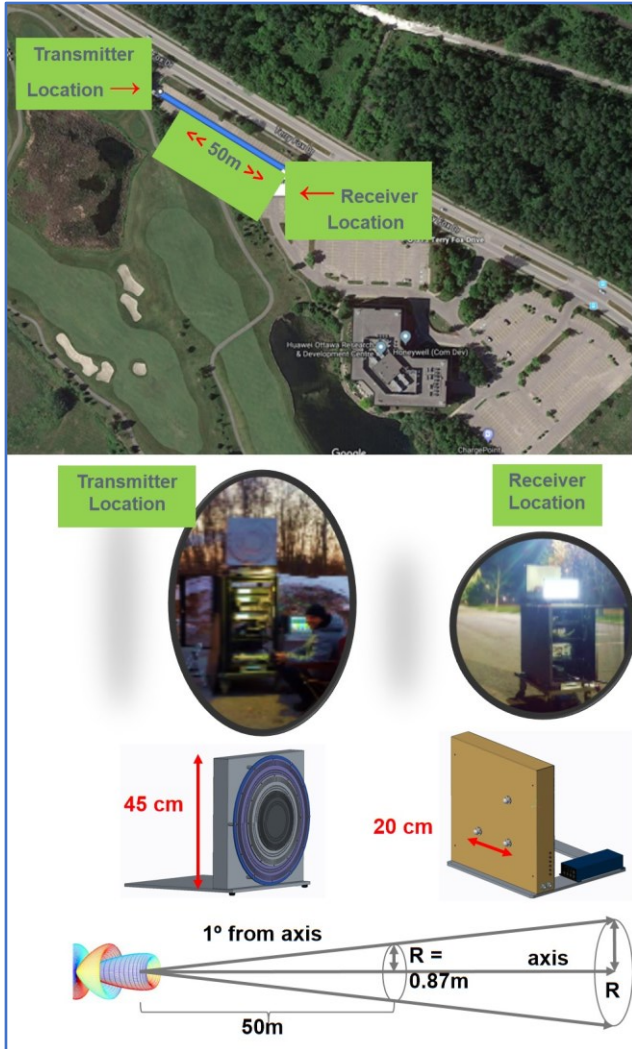 Transmitter
Location →
<< 50m >>
← Receiver
Location
Terry Fox Drive
Huawei Ottawa Research
& Development Centre
Honeywell (Com Dev)
Google
ChargePoint
Transmitter
Location
Receiver
Location
45 cm
20 cm
1º from axis
R =
0.87m
axis
R
50m